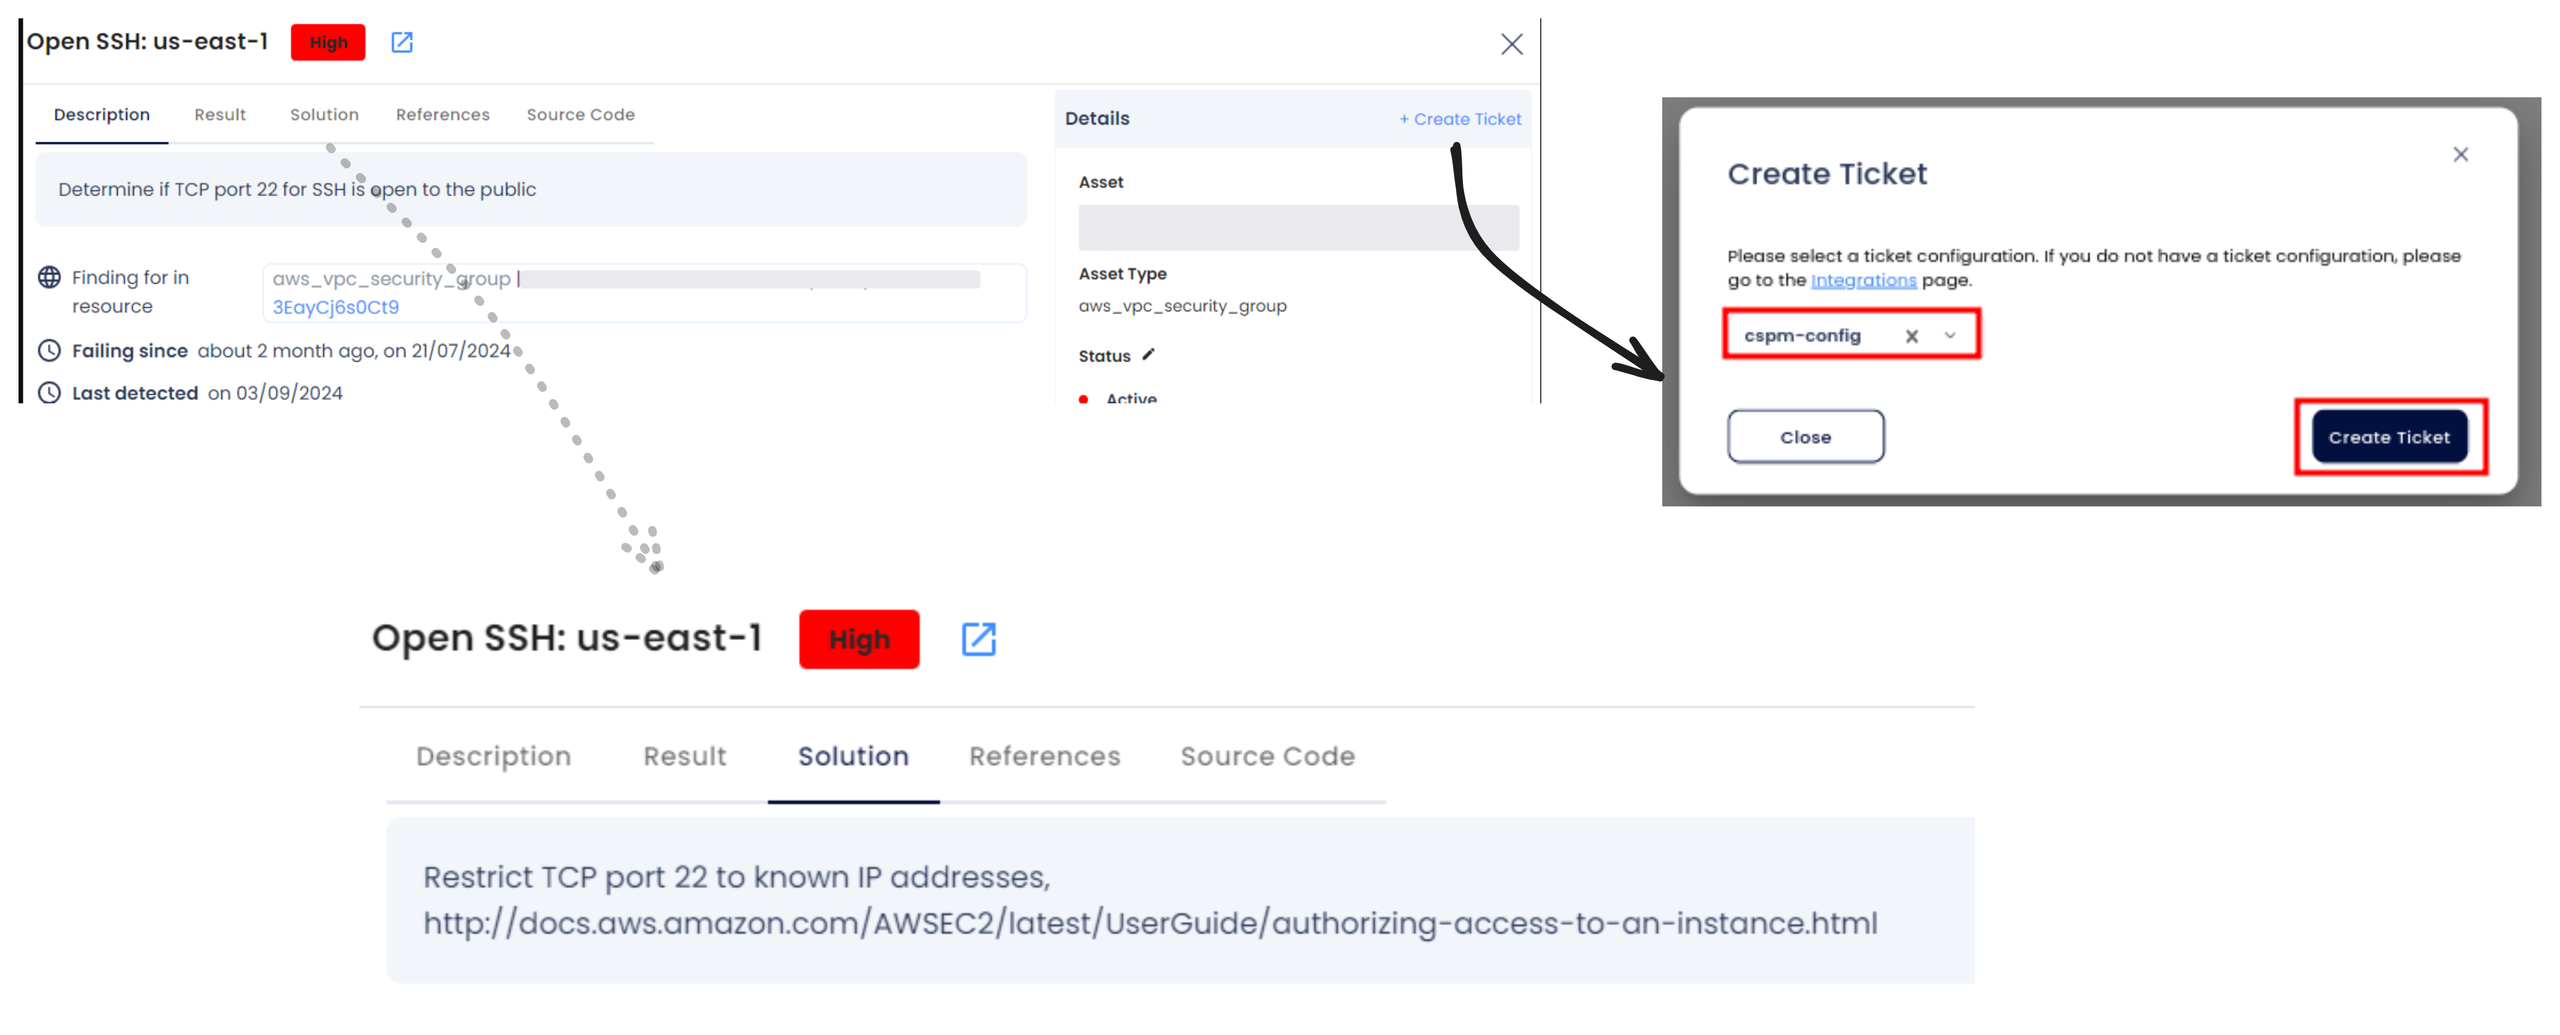 Open SSH: us-east-1 High
Description Result Solution References Source Code
Determine if TCP port 22 for SSH is open to the public
Finding for in resource
aws_vpc_security_group |
3EayCj6s0Ct9
Failing since about 2 month ago, on 21/07/2024
Last detected on 03/09/2024
Details + Create Ticket
Asset
Asset Type
aws_vpc_security_group
Status
Active
Create Ticket
Please select a ticket configuration. If you do not have a ticket configuration, please
go to the Integrations page.
cspm-config
Close Create Ticket
Open SSH: us-east-1 High
Description Result Solution References Source Code
Restrict TCP port 22 to known IP addresses,
http://docs.aws.amazon.com/AWSEC2/latest/UserGuide/authorizing-access-to-an-instance.html